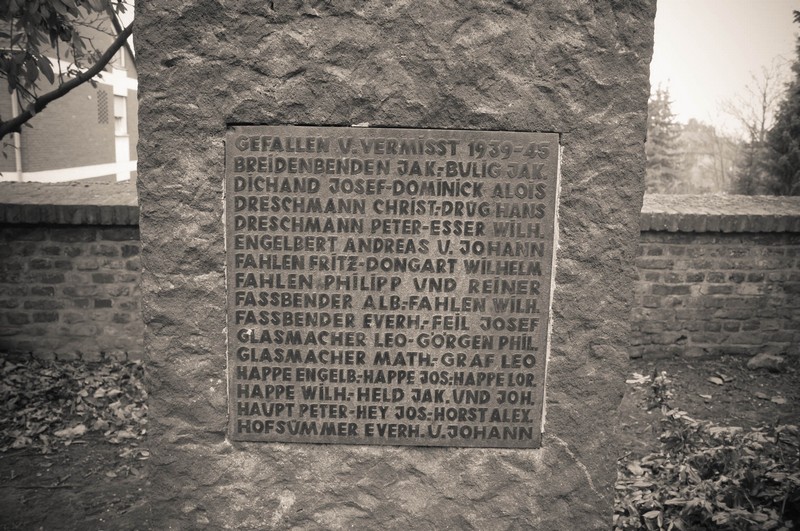 GEFALLEN U. VERMISST 1939-45
BREIDENBENDEN JAK.-BULIG JAK.
DICHAND JOSEF-DOMINICK ALOIS
DRESCHMANN CHRIST.-DRUG HANS
DRESCHMANN PETER-ESSER WILH.
ENGELBERT ANDREAS U. JOHANN
FAHLEN FRITZ-DONGART WILHELM
FAHLEN PHILIPP UND REINER
FASSBENDER ALB.-FAHLEN WILH.
FASSBENDER EVERH.-FEIL JOSEF
GLASMACHER LEO-GÖRGEN PHIL.
GLASMACHER MATH.-GRAF LEO
HAPPE ENGELB.-HAPPE JOS.-HAPPE LOR.
HAPPE WILH.-HELD JAK. UND JOH.
HAUPT PETER-HEY JOS.-HORST ALEX.
HOFSÜMMER EVERH. U. JOHANN